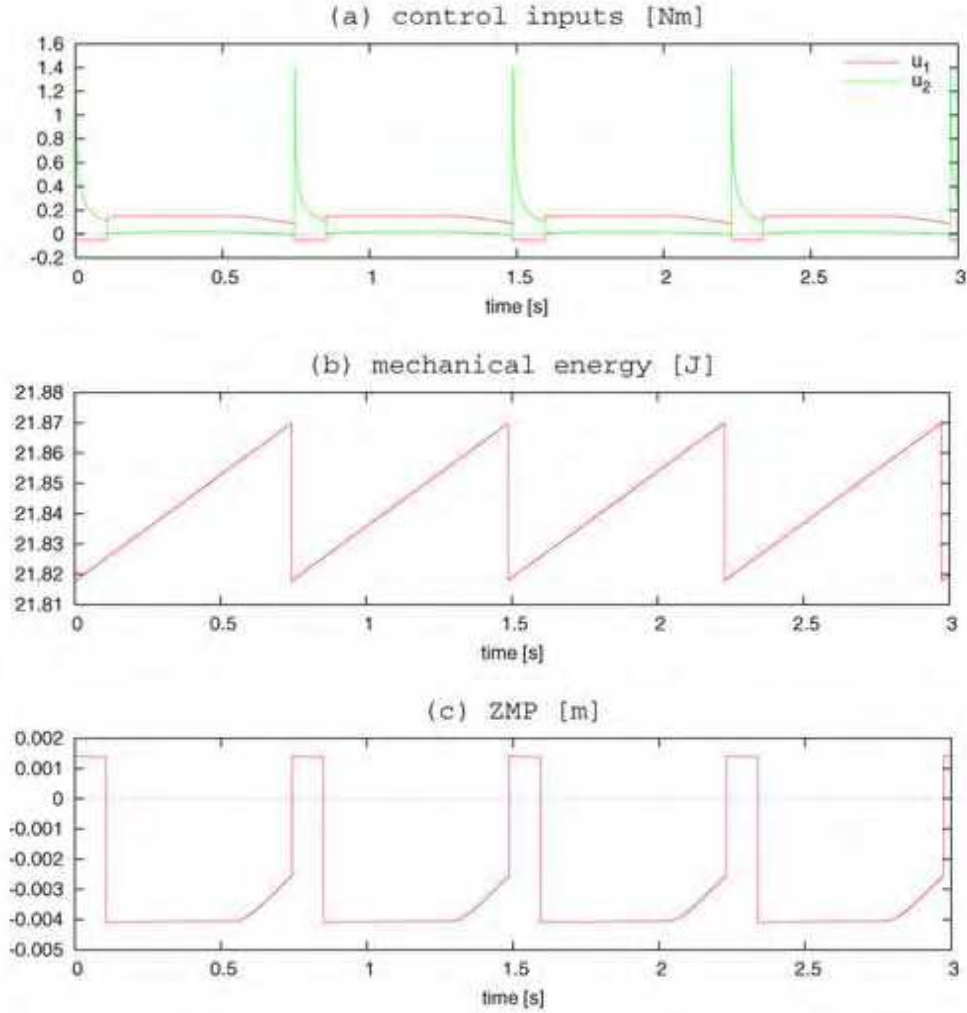 (a) control inputs [Nm]
1.6
1.4
1.2
1
0.8
0.6
0.4
0.2
0
-0.2
u1
u2
0 0.5 1 1.5 2 2.5 3
time [s]
(b) mechanical energy [J]
21.88
21.87
21.86
21.85
21.84
21.83
21.82
21.81
0 0.5 1 1.5 2 2.5 3
time [s]
(c) ZMP [m]
0.002
0.001
0
-0.001
-0.002
-0.003
-0.004
-0.005
0 0.5 1 1.5 2 2.5 3
time [s]